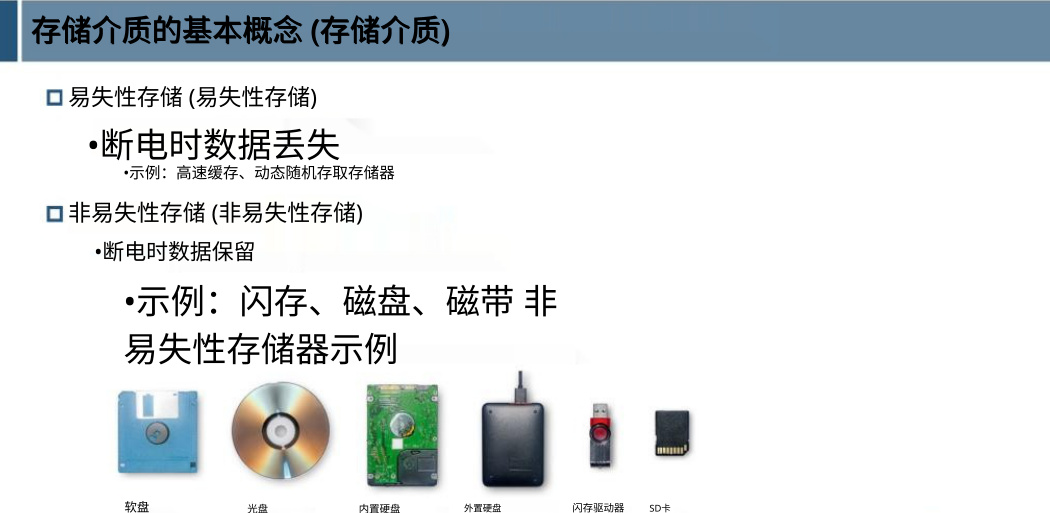 存储介质的基本概念 (存储介质)
易失性存储 (易失性存储)
•断电时数据丢失
•示例：高速缓存、动态随机存取存储器
非易失性存储 (非易失性存储)
•断电时数据保留
•示例：闪存、磁盘、磁带 非
易失性存储器示例
软盘 光盘 内置硬盘 外置硬盘 闪存驱动器 SD卡